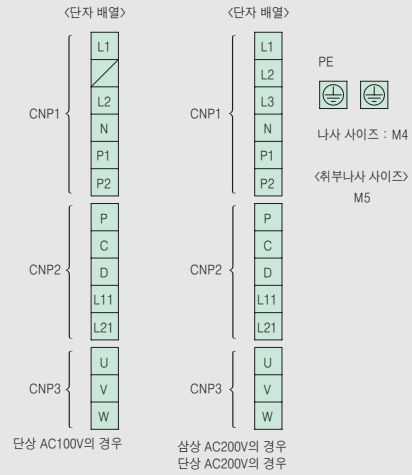 〈단자 배열〉
CNP1
L1
L2
N
P1
P2
CNP2
P
C
D
L11
L21
CNP3
U
V
W
단상 AC100V의 경우
〈단자 배열〉
CNP1
L1
L2
L3
N
P1
P2
CNP2
P
C
D
L11
L21
CNP3
U
V
W
삼상 AC200V의 경우
단상 AC200V의 경우
PE
나사 사이즈 : M4
〈취부나사 사이즈〉
M5